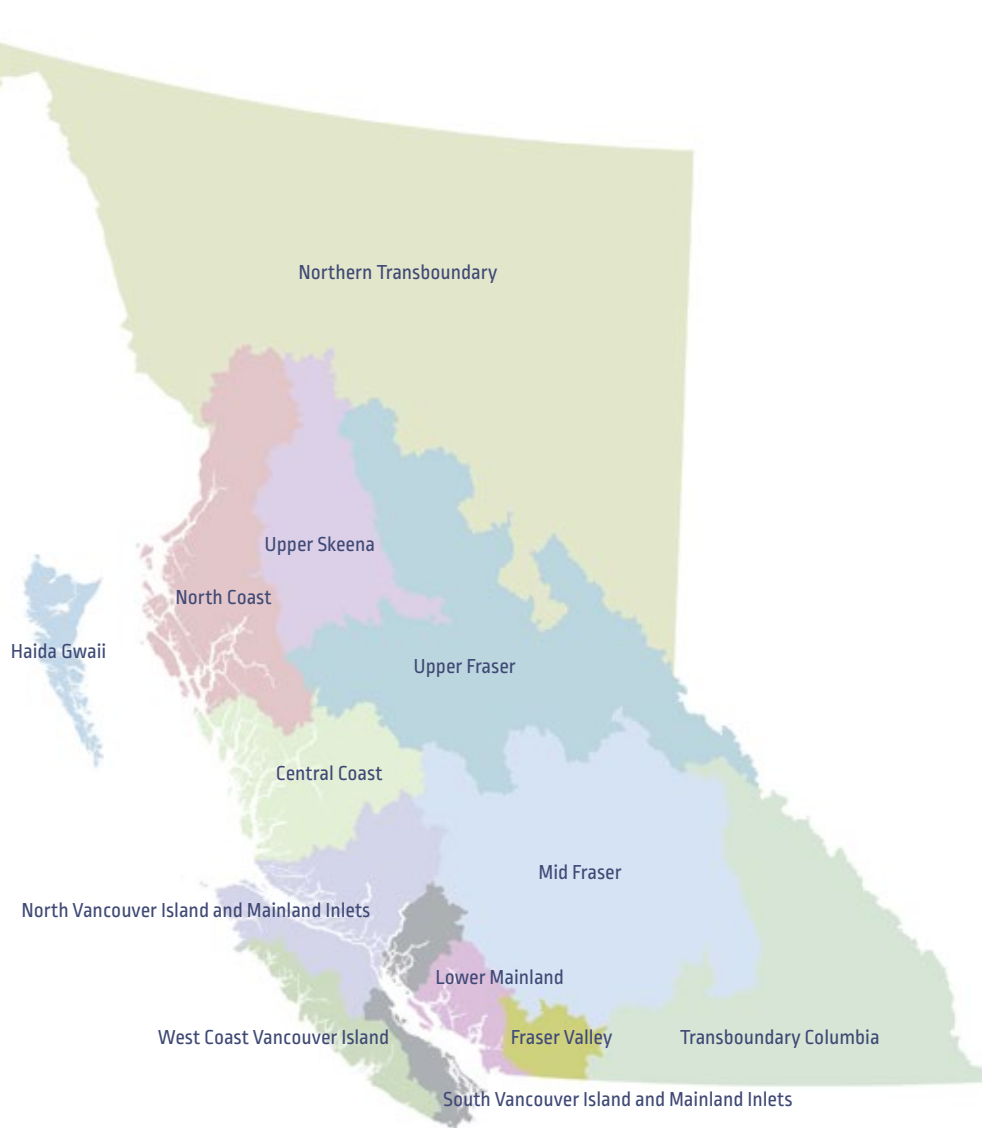 Northern Transboundary
Upper Skeena
North Coast
Haida Gwaii
Upper Fraser
Central Coast
Mid Fraser
North Vancouver Island and Mainland Inlets
Lower Mainland
West Coast Vancouver Island
Fraser Valley
Transboundary Columbia
South Vancouver Island and Mainland Inlets